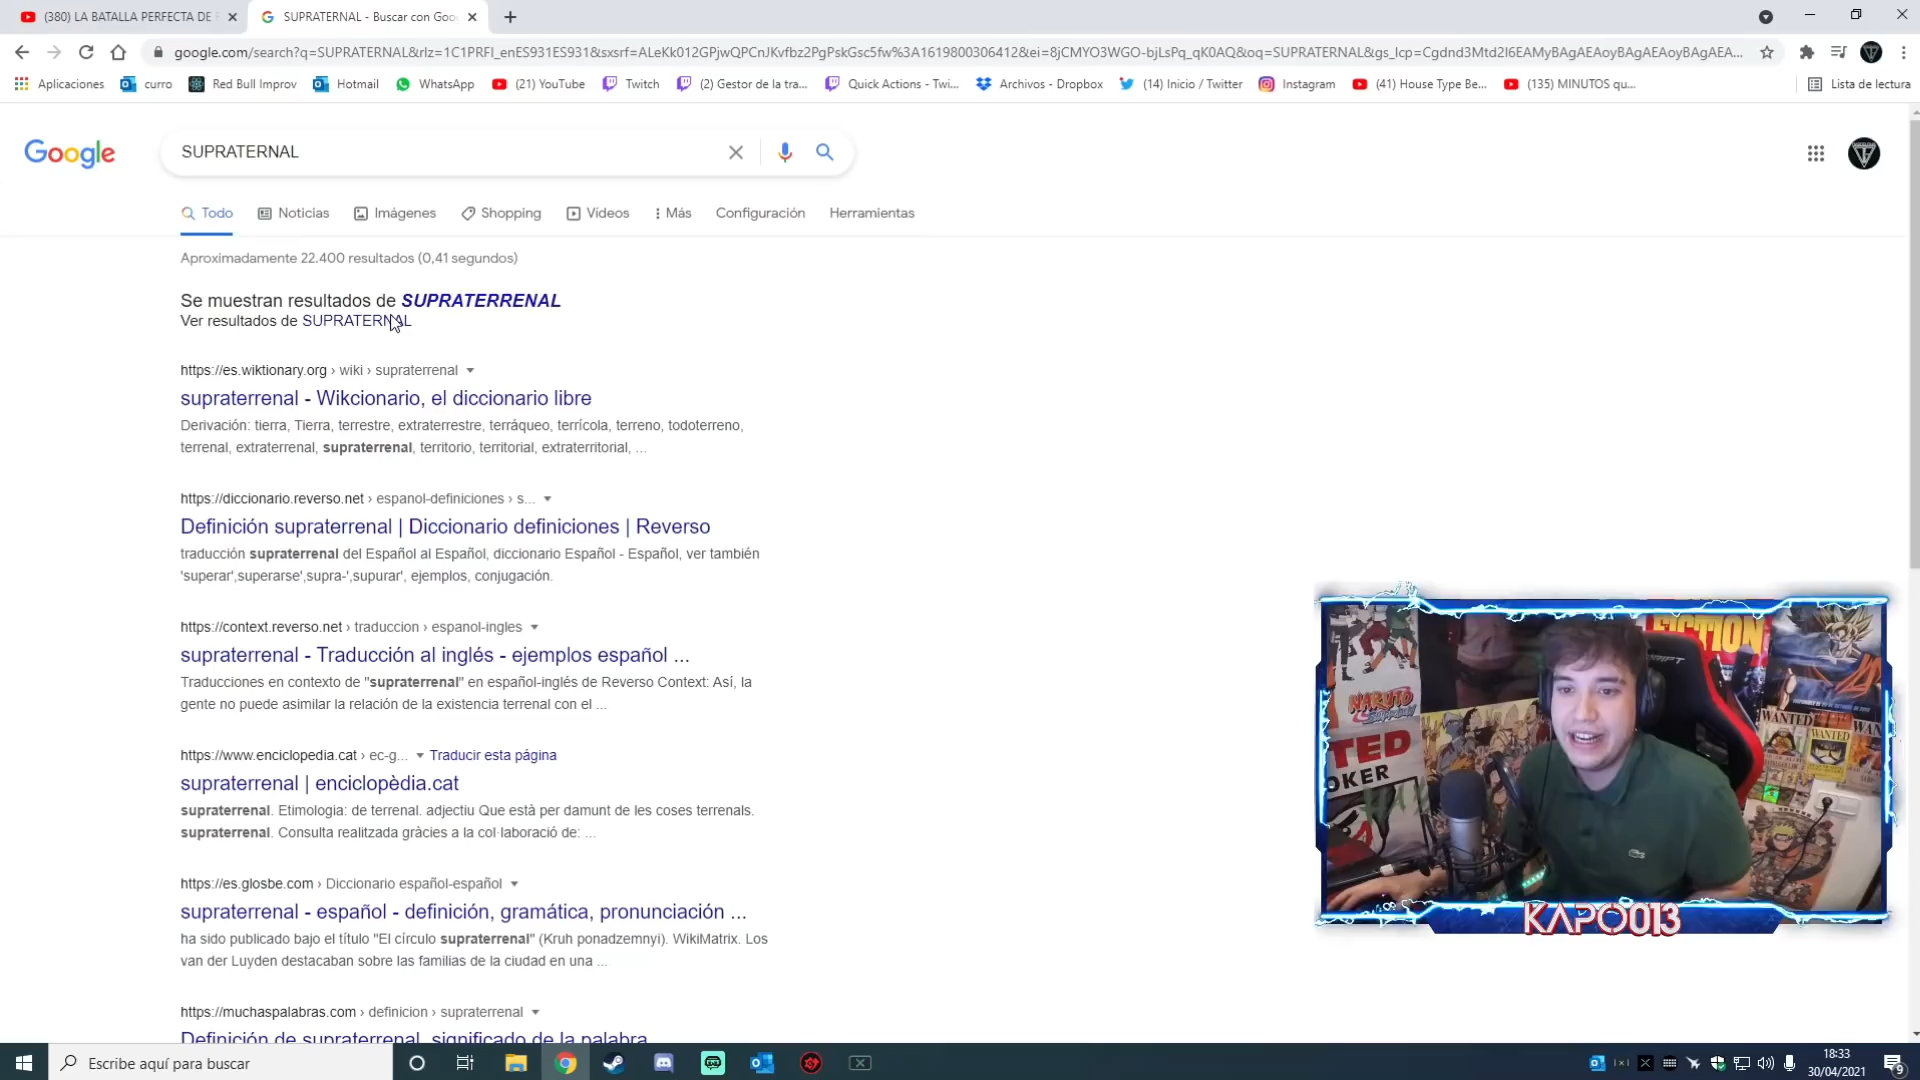 (380) LA BATALLA PERFECTA DE
SUPRATERNAL - Buscar con Goo
google.com/search?q=SUPRATERNAL&rlz=1C1PRFI_enES931ES931&sxsrf=ALeKk012GPjwQPCnJKvfbz2PgPskGsc5fw%3A1619800306412&ei=8jCMYO3WGO-bjLsPq_qK0AQ&oq=SUPRATERNAL&gs_lcp=Cgdnd3Mtd2l6EAMyBAgAEAoyBAgAEAoyBAgAEAoyBAgAEA...
Aplicaciones curro Red Bull Improv Hotmail WhatsApp (21) YouTube Twitch (2) Gestor de la tra... Quick Actions - Twi... Archivos - Dropbox (14) Inicio / Twitter Instagram (41) House Type Be... (135) MINUTOS qu... Lista de lectura
Google
SUPRATERNAL
Todo Noticias Imágenes Shopping Vídeos Más Configuración Herramientas
Aproximadamente 22.400 resultados (0,41 segundos)
Se muestran resultados de SUPRATERRENAL
Ver resultados de SUPRATERNAL
https://es.wiktionary.org › wiki › supraterrenal
supraterrenal - Wikcionario, el diccionario libre
Derivación: tierra, Tierra, terrestre, extraterrestre, terráqueo, terrícola, terreno, todoterreno,
terrenal, extraterrenal, supraterrenal, territorio, territorial, extraterritorial, ...
https://diccionario.reverso.net › espanol-definiciones › s...
Definición supraterrenal | Diccionario definiciones | Reverso
traducción supraterrenal del Español al Español, diccionario Español - Español, ver también
'superar',superarse',supra-',supurar', ejemplos, conjugación.
https://context.reverso.net › traduccion › espanol-ingles
supraterrenal - Traducción al inglés - ejemplos español ...
Traducciones en contexto de "supraterrenal" en español-inglés de Reverso Context: Así, la
gente no puede asimilar la relación de la existencia terrenal con el ...
https://www.enciclopedia.cat › ec-g... Traducir esta página
supraterrenal | enciclopèdia.cat
supraterrenal. Etimologia: de terrenal. adjectiu Que està per damunt de les coses terrenals.
supraterrenal. Consulta realitzada gràcies a la col·laboració de: ...
https://es.glosbe.com › Diccionario español-español
supraterrenal - español - definición, gramática, pronunciación ...
ha sido publicado bajo el título "El círculo supraterrenal" (Kruh ponadzemnyi). WikiMatrix. Los
van der Luyden destacaban sobre las familias de la ciudad en una ...
https://muchaspalabras.com › definicion › supraterrenal
Definición de supraterrenal, significado de la palabra
FICTION
NARUTO
WANTED
TED
OKER
KAPO013
Escribe aquí para buscar
18:33
30/04/2021
9